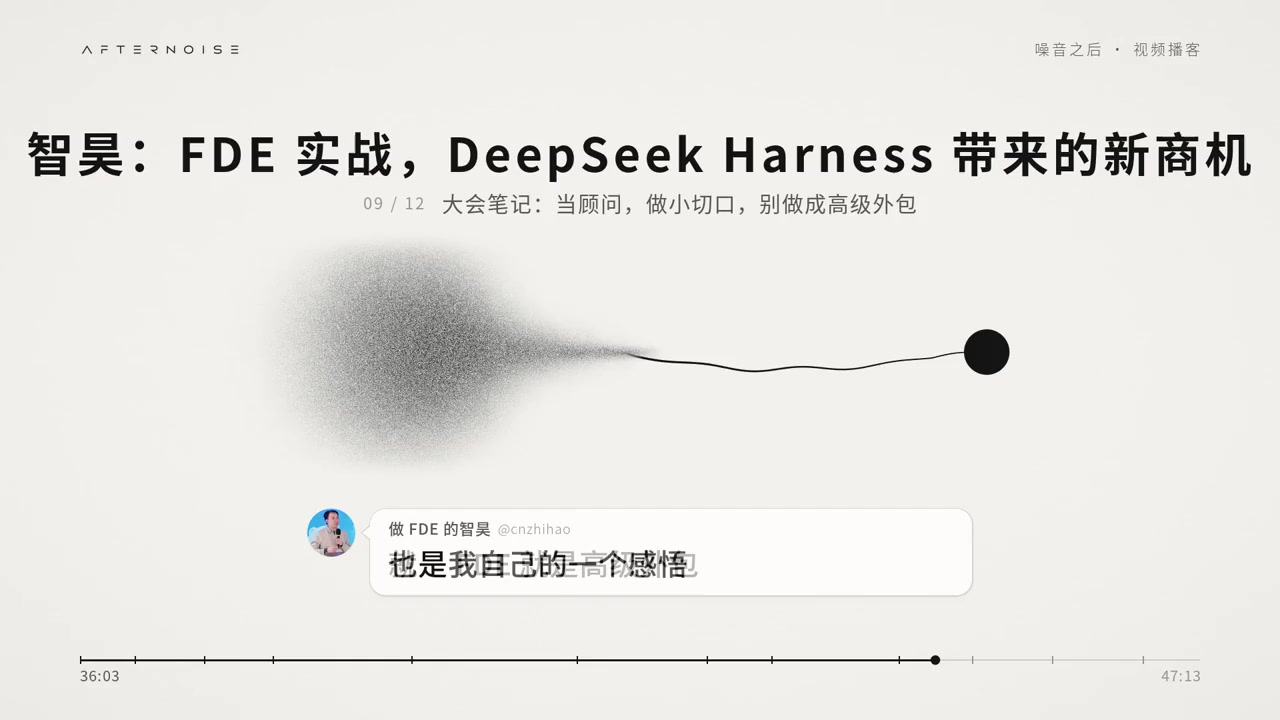 AFTERNOISE
噪音之后 · 视频播客
智昊：FDE 实战，DeepSeek Harness 带来的新商机
09 / 12 大会笔记：当顾问，做小切口，别做成高级外包
做 FDE 的智昊 @cnzhihao
也是我自己的一个感悟
36:03
47:13